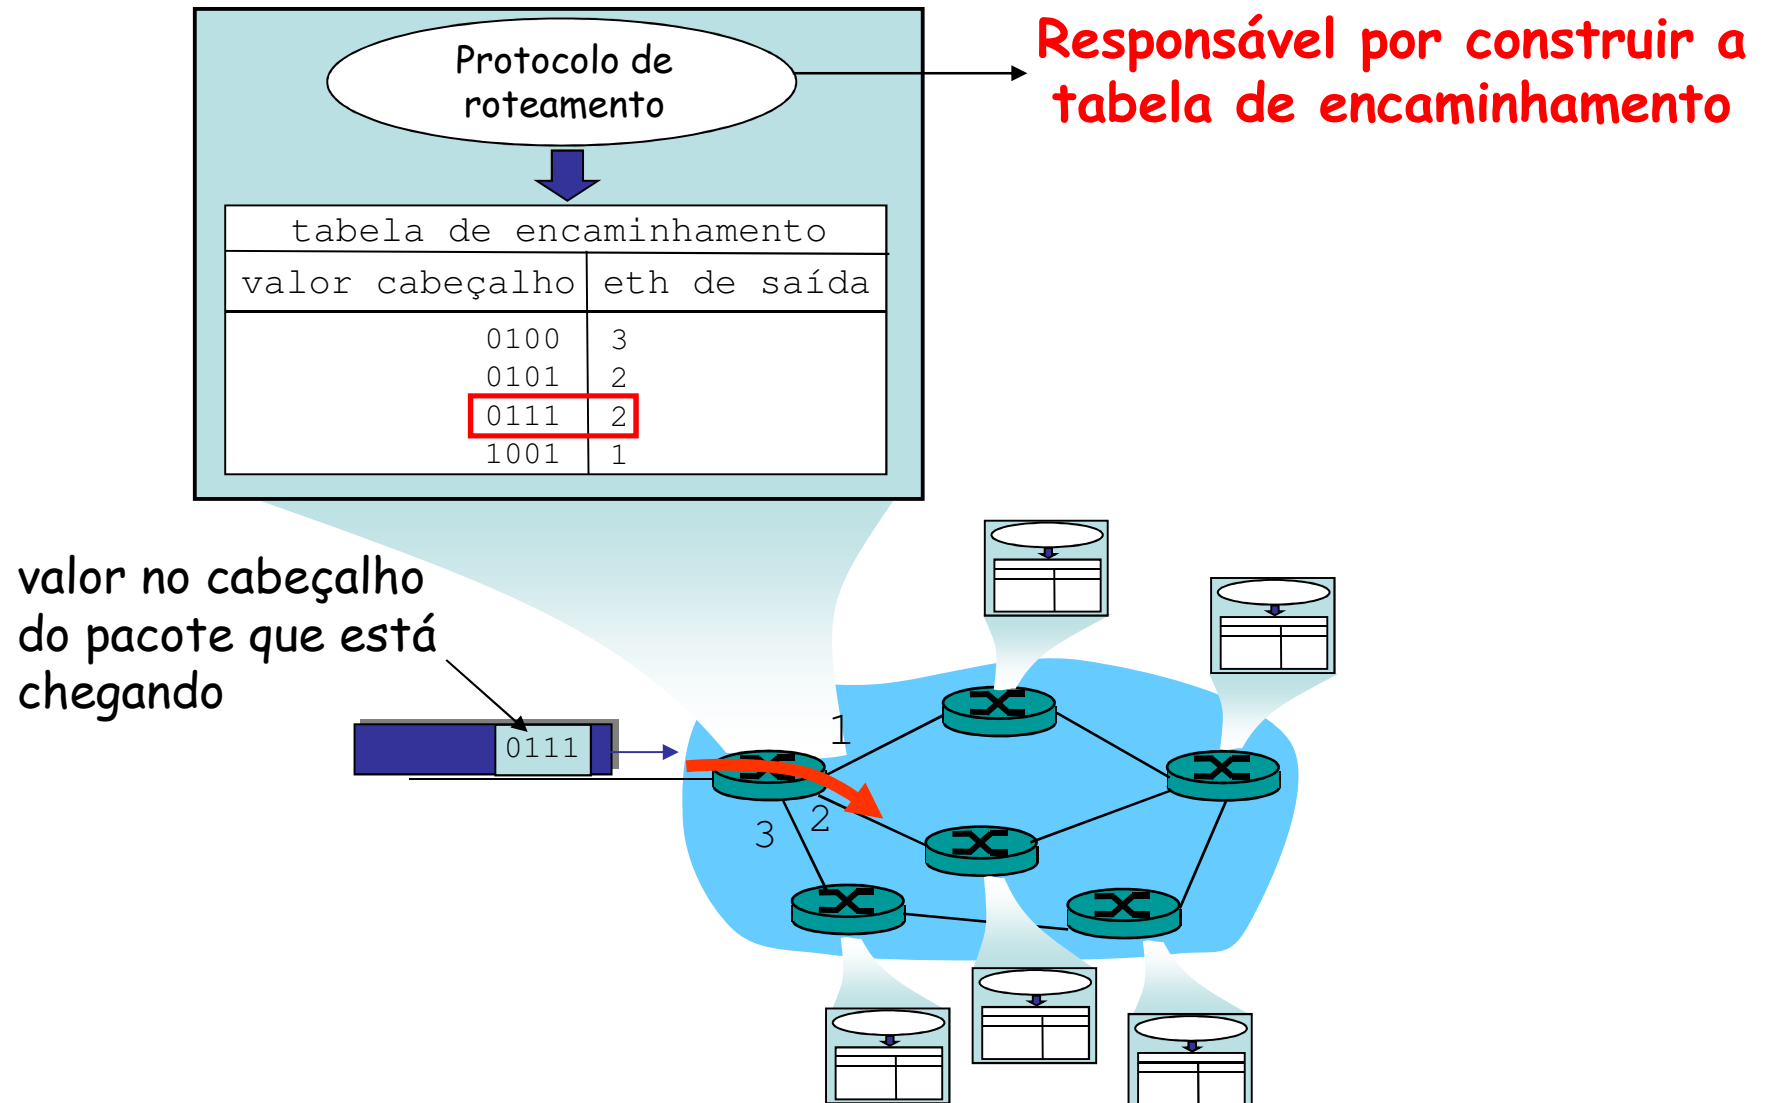 Protocolo de
roteamento
Responsável por construir a
tabela de encaminhamento
tabela de encaminhamento
valor cabeçalho eth de saída
0100 3
0101 2
0111 2
1001 1
valor no cabeçalho
do pacote que está
chegando
0111
1
2
3